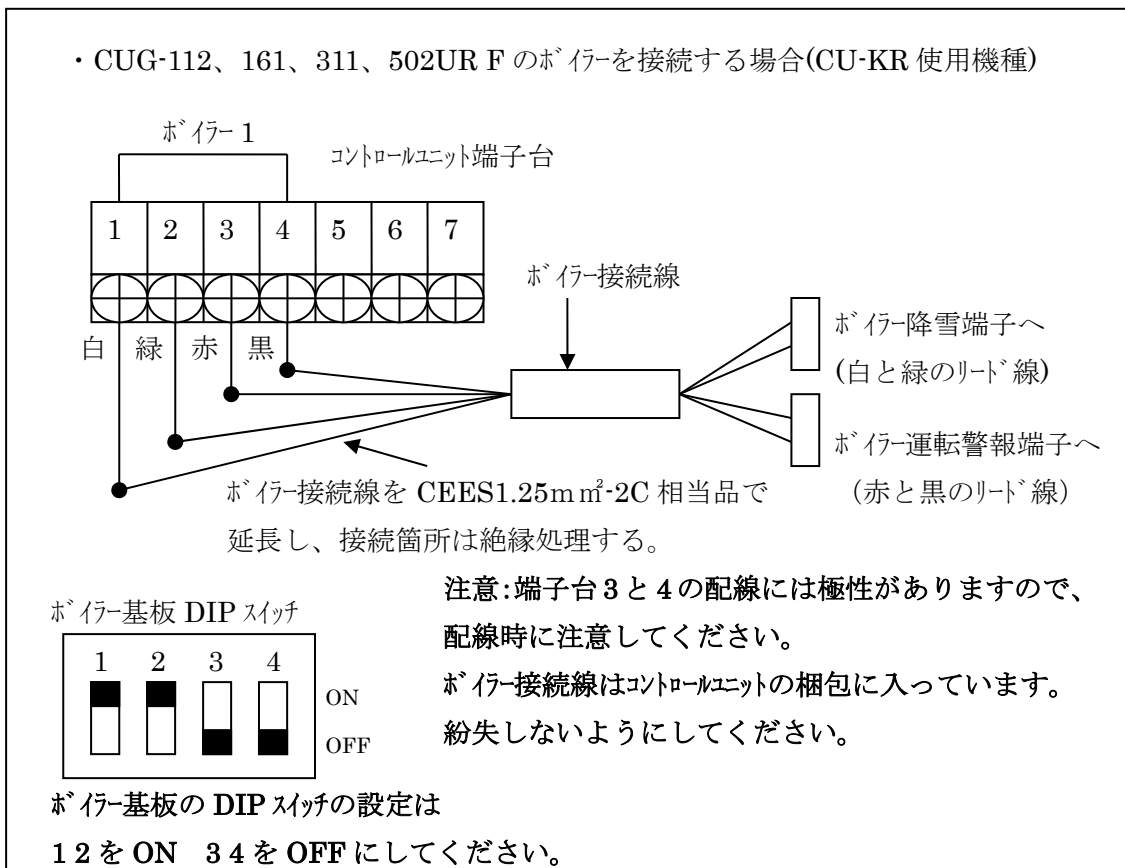 ・CUG-112、161、311、502UR F のﾎﾞｲﾗｰを接続する場合(CU-KR 使用機種)
ﾎﾞｲﾗｰ 1
ｺﾝﾄﾛｰﾙﾕﾆｯﾄ端子台
1 2 3 4 5 6 7
白 緑 赤 黒
ﾎﾞｲﾗｰ接続線
ﾎﾞｲﾗｰ降雪端子へ
(白と緑のﾘｰﾄﾞ線)
ﾎﾞｲﾗｰ運転警報端子へ
（赤と黒のﾘｰﾄﾞ線）
ﾎﾞｲﾗｰ接続線を CEES1.25ｍ㎡-2C 相当品で
延長し、接続箇所は絶縁処理する。
注意:端子台３と４の配線には極性がありますので、
配線時に注意してください。
ﾎﾞｲﾗｰ接続線はｺﾝﾄﾛｰﾙﾕﾆｯﾄの梱包に入っています。
紛失しないようにしてください。
ﾎﾞｲﾗｰ基板 DIP ｽｲｯﾁ
1 2 3 4
ON
OFF
ﾎﾞｲﾗｰ基板の DIP ｽｲｯﾁの設定は
１２を ON　３４を OFF にしてください。